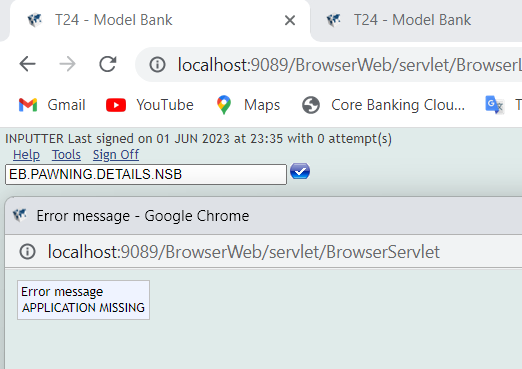 T24 - Model Bank
T24 - Model Bank
localhost:9089/BrowserWeb/servlet/Browser
Gmail YouTube Maps Core Banking Clou...
INPUTTER Last signed on 01 JUN 2023 at 23:35 with 0 attempt(s)
Help Tools Sign Off
EB.PAWNING.DETAILS.NSB
Error message - Google Chrome
localhost:9089/BrowserWeb/servlet/BrowserServlet
Error message
APPLICATION MISSING